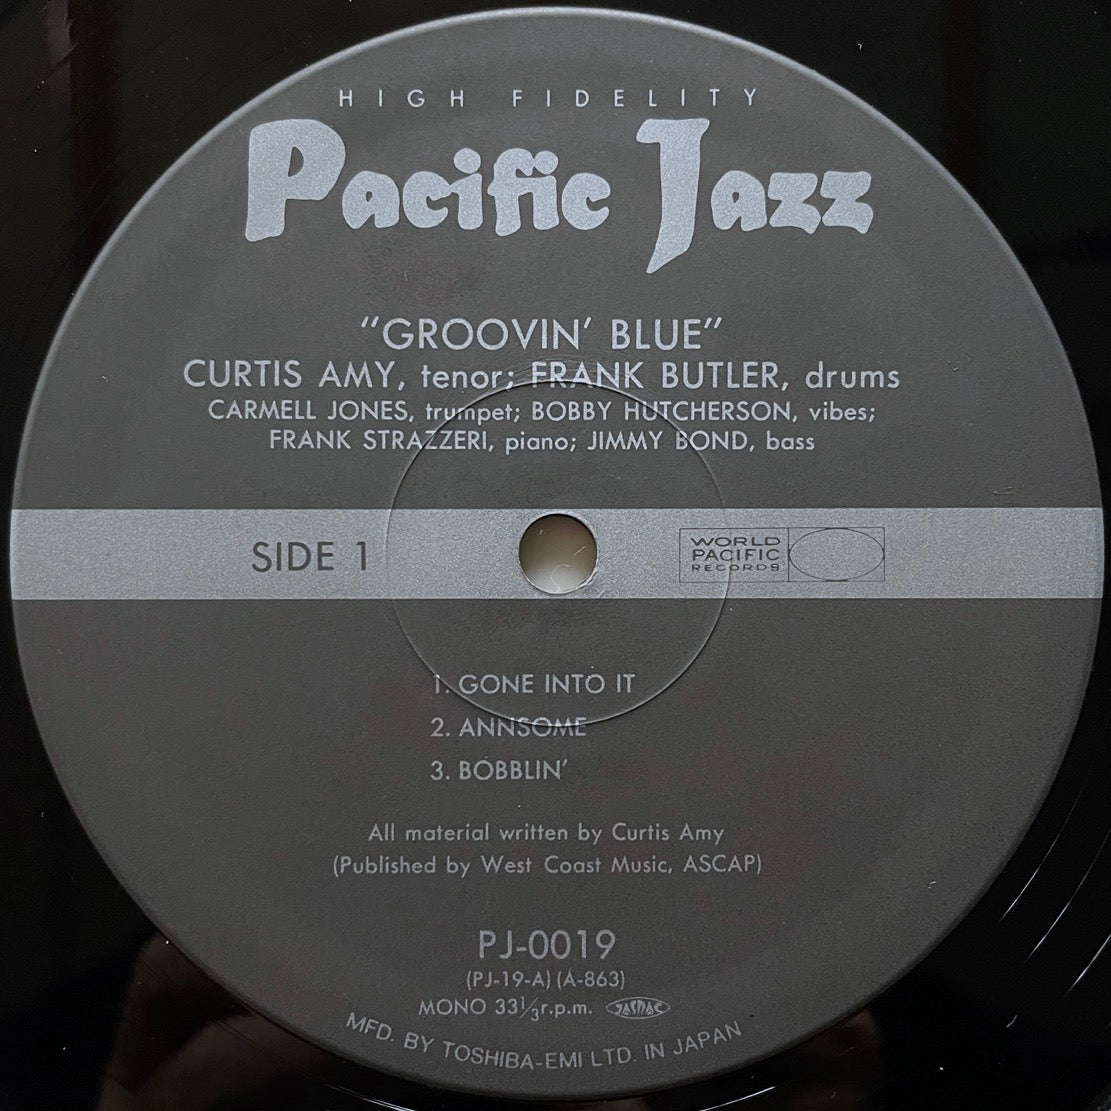 HIGH FIDELITY
Pacific Jazz
"GROOVIN' BLUE"
CURTIS AMY, tenor; FRANK BUTLER, drums
CARMELL JONES, trumpet; BOBBY HUTCHERSON, vibes;
FRANK STRAZZERI, piano; JIMMY BOND, bass
SIDE 1
WORLD
PACIFIC
RECORDS
1. GONE INTO IT
2. ANNSOME
3. BOBBLIN'
All material written by Curtis Amy
(Published by West Coast Music, ASCAP)
PJ-0019
(PJ-19-A) (A-863)
MONO 33⅓r.p.m. JASRAC
MFD. BY TOSHIBA-EMI LTD. IN JAPAN